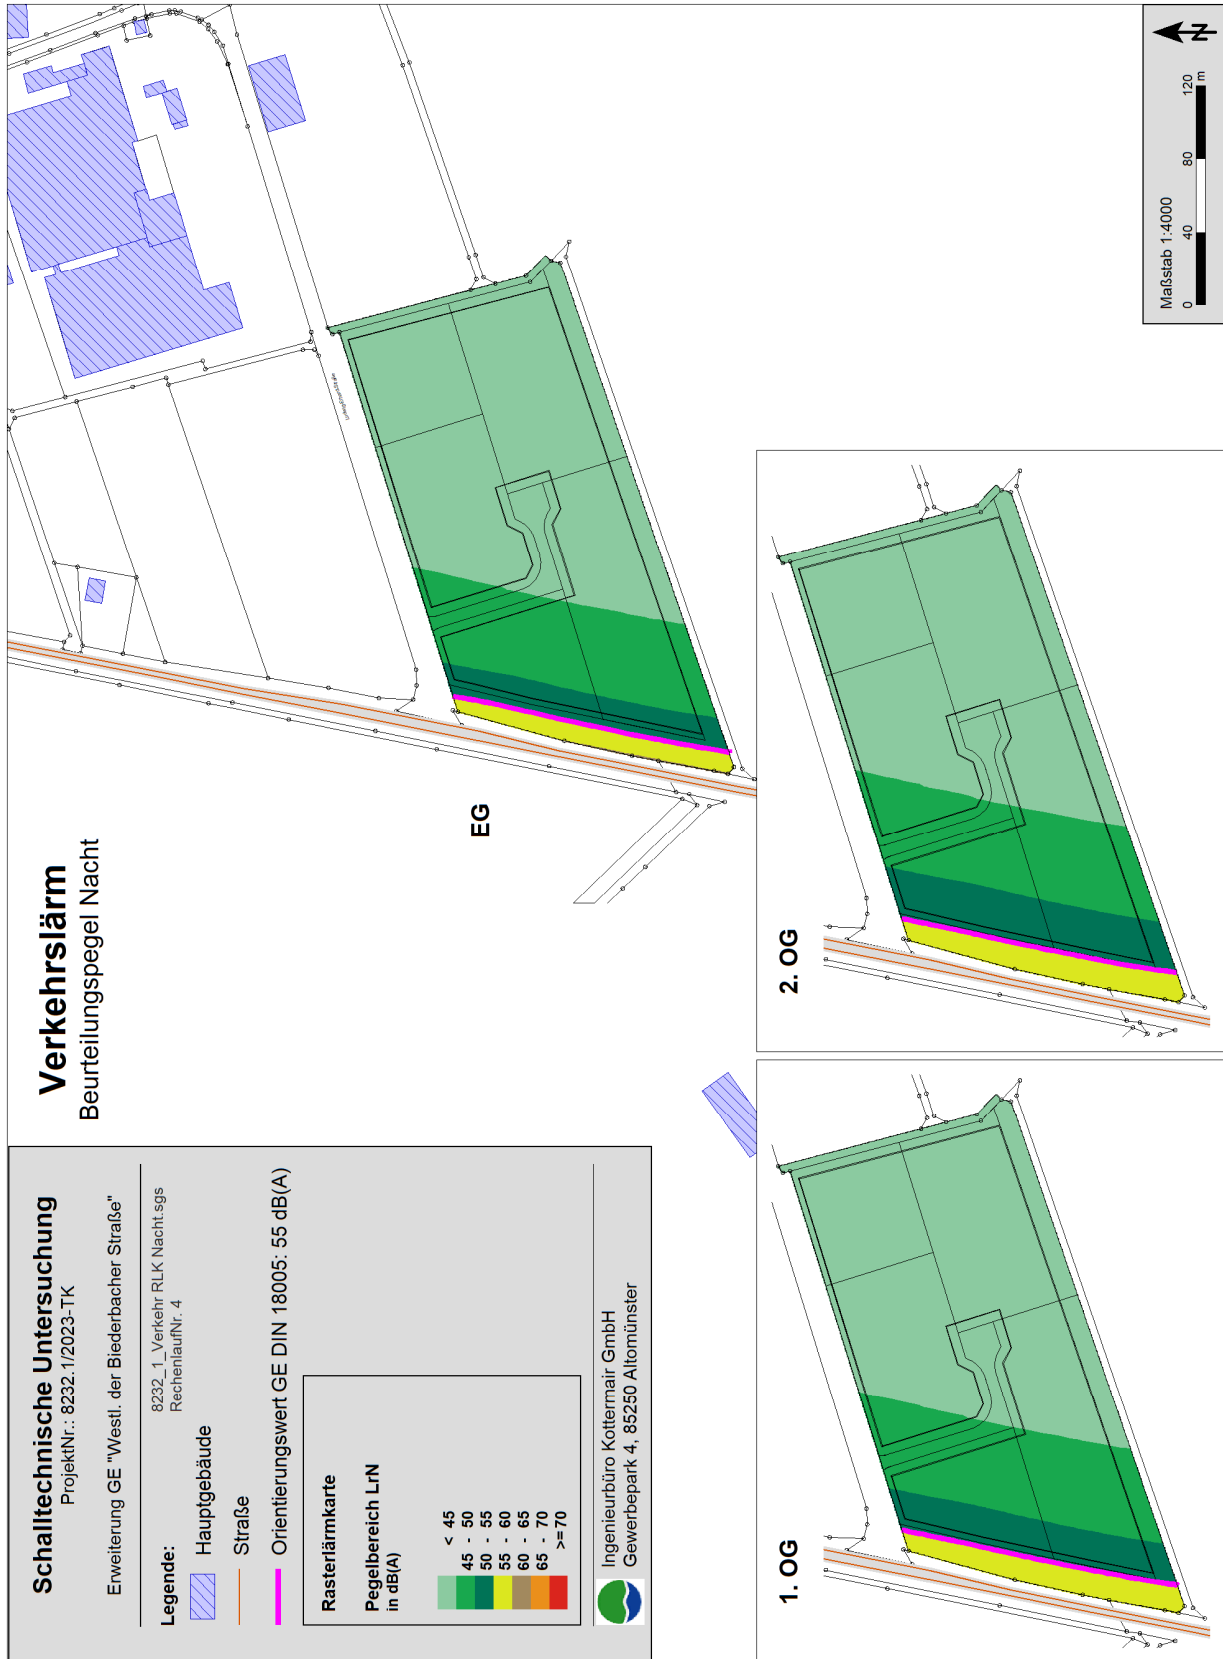 Schalltechnische Untersuchung
ProjektNr.: 8232.1/2023-TK
Erweiterung GE "Westl. der Biederbacher Straße"
8232_1_Verkehr RLK Nacht.sgs
RechenlaufNr. 4
Legende:
Hauptgebäude
Straße
Orientierungswert GE DIN 18005: 55 dB(A)
Rasterlärmkarte
Pegelbereich LrN
in dB(A)
< 45
45 - 50
50 - 55
55 - 60
60 - 65
65 - 70
>= 70
Ingenieurbüro Kottermair GmbH
Gewerbepark 4, 85250 Altomünster
Verkehrslärm
Beurteilungspegel Nacht
EG
1. OG
2. OG
Maßstab 1:4000
0 40 80 120
m
N